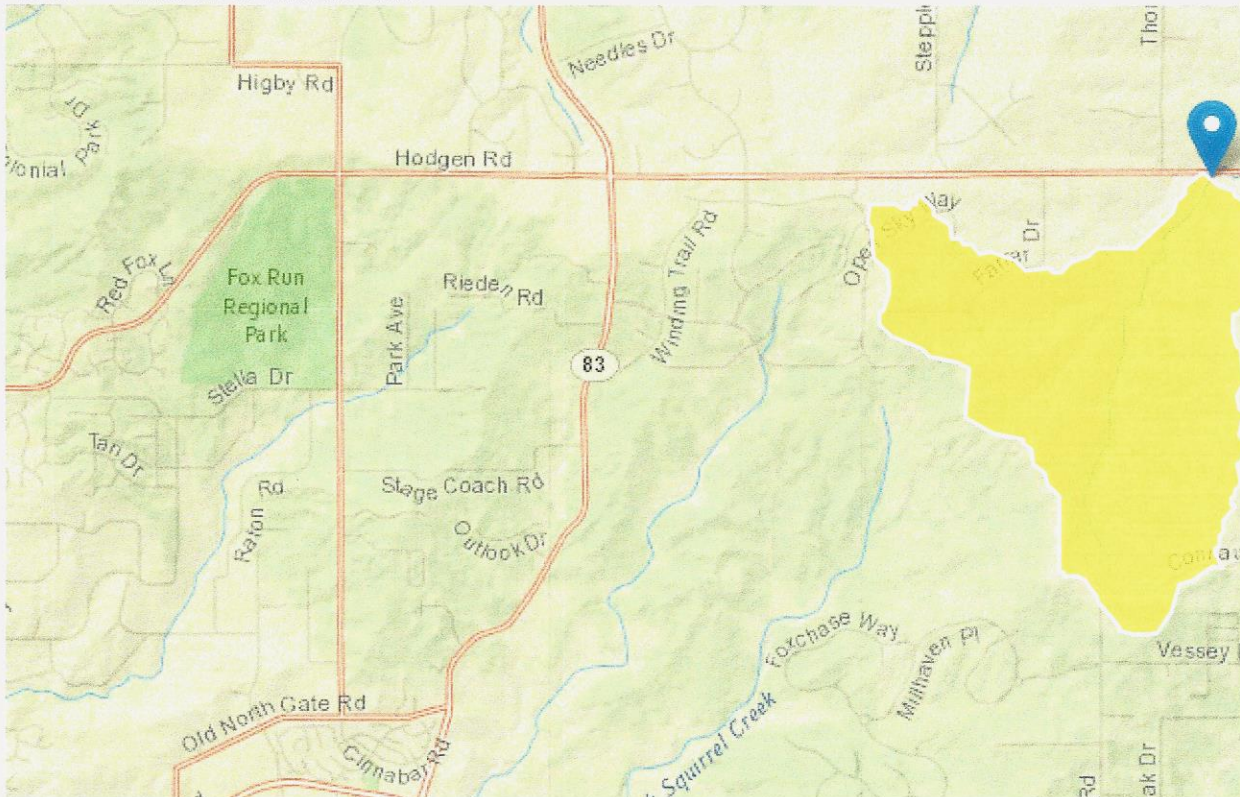 Needles Dr
Higby Rd
Park Dr
Hodgen Rd
Open Sky Way
Winding Trail Rd
Red Fox Ln
Fox Run
Regional
Park
Rieden Rd
Park Ave
83
Stella Dr
Tan Dr
Raton Rd
Stage Coach Rd
Outlook Dr
Foxchase Way
Millhaven Pl
Vessey
Old North Gate Rd
Cinnabar Rd
Squirrel Creek
Rd